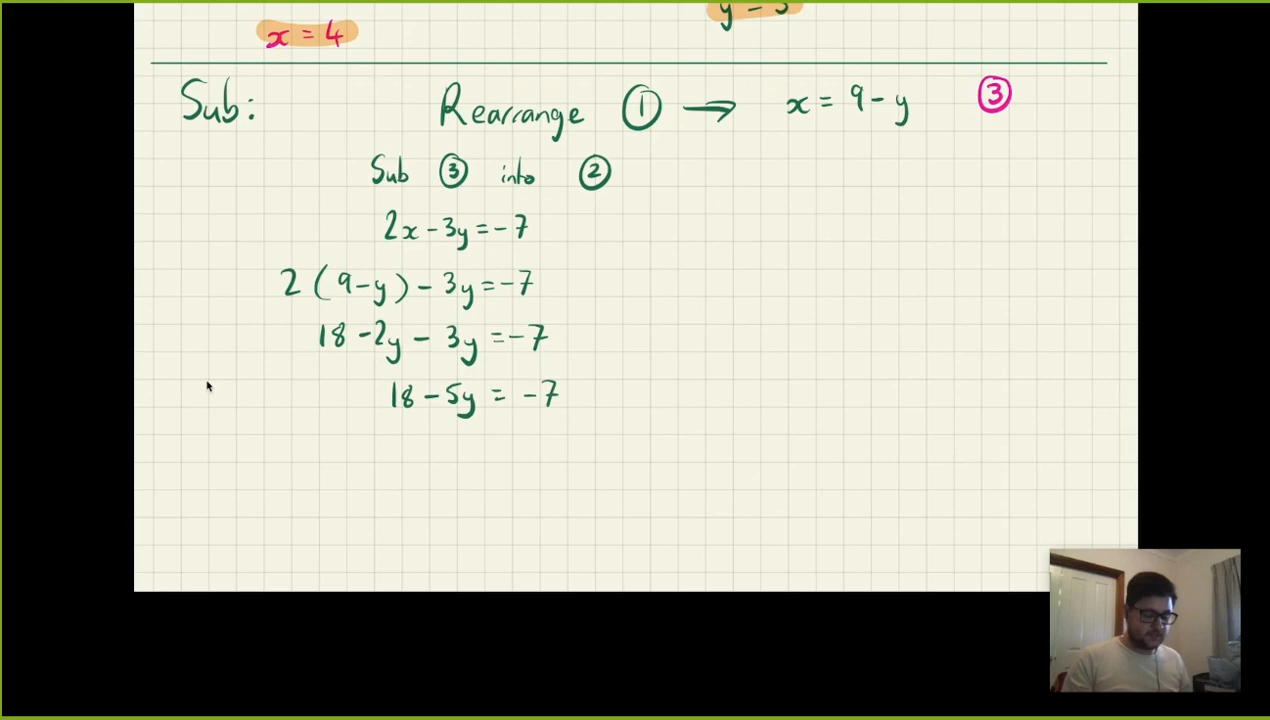 x = 4
y = 5
Sub: Rearrange ① → x = 9 - y ③
Sub ③ into ②
2x - 3y = -7
2(9-y) - 3y = -7
18 - 2y - 3y = -7
18 - 5y = -7